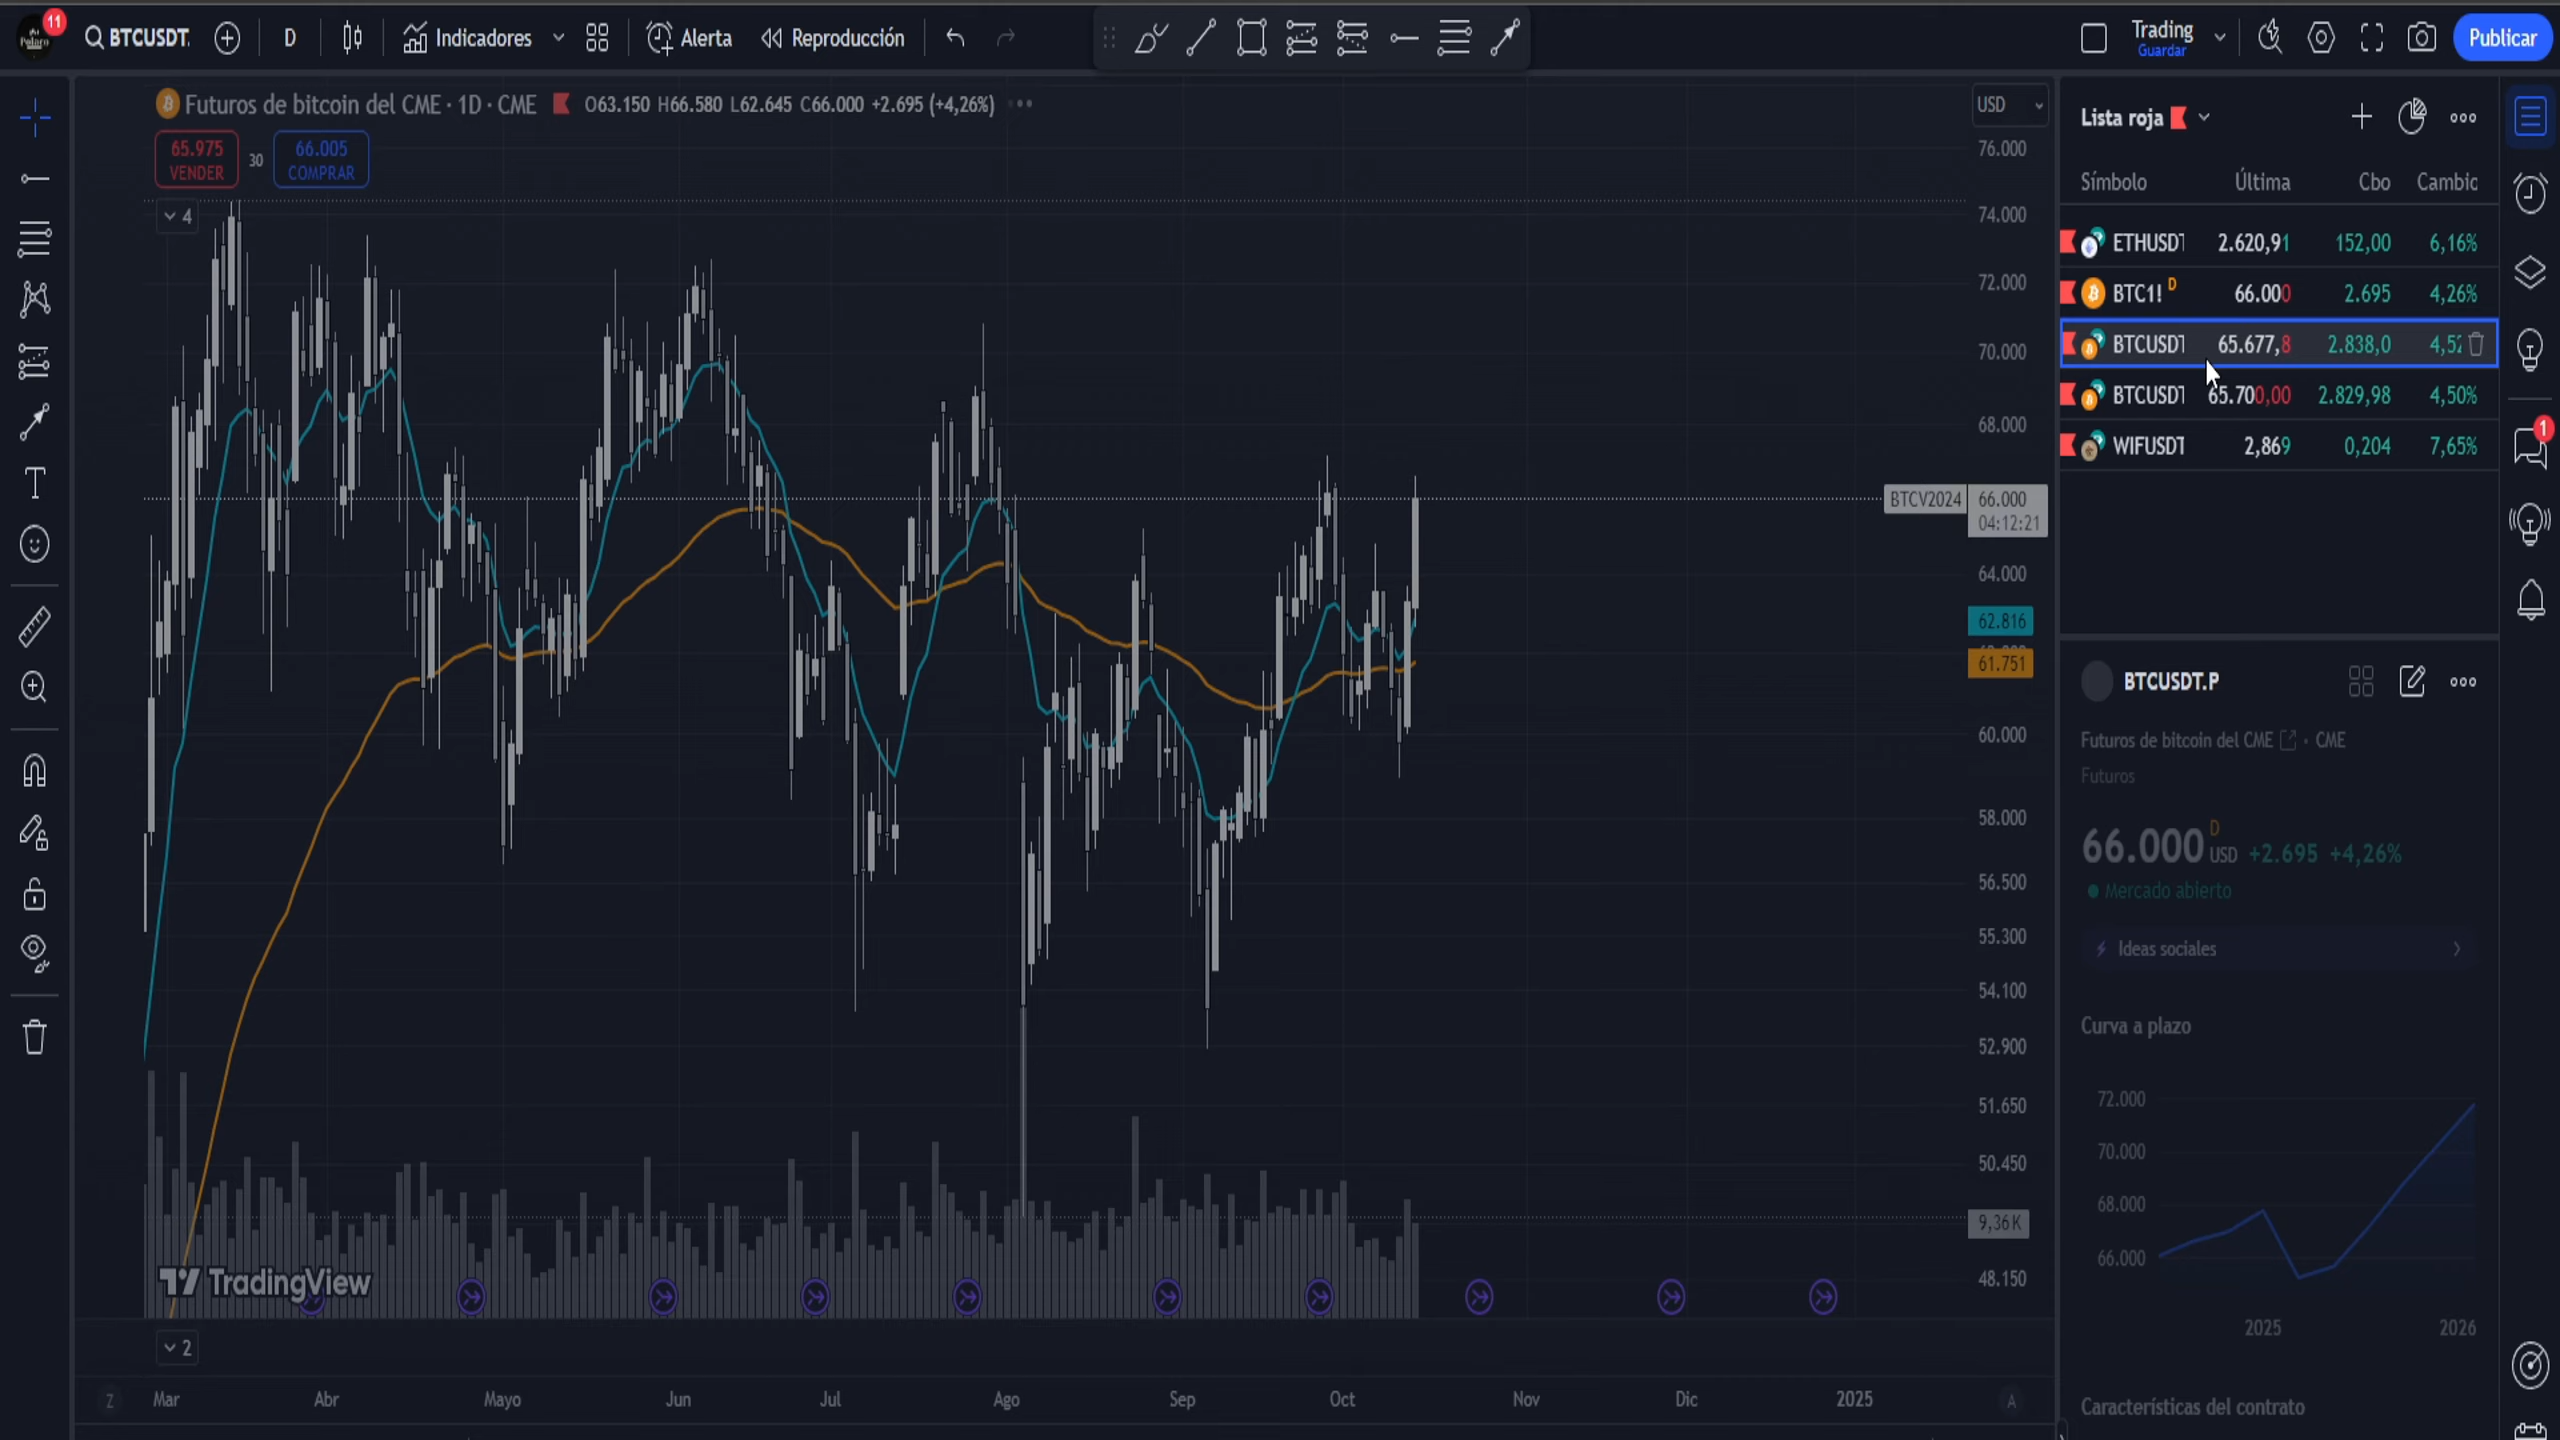 11
BTCUSDT.
D
Indicadores
Alerta
Reproducción
Trading
Guardar
Publicar
Futuros de bitcoin del CME · 1D · CME
O63.150 H66.580 L62.645 C66.000 +2.695 (+4,26%)
65.975
VENDER
30
66.005
COMPRAR
4
USD
76.000
74.000
72.000
70.000
68.000
BTCV2024
66.000
04:12:21
64.000
62.816
61.751
60.000
58.000
56.500
55.300
54.100
52.900
51.650
50.450
9,36K
48.150
TradingView
2
Z
Mar
Abr
Mayo
Jun
Jul
Ago
Sep
Oct
Nov
Dic
2025
A
Lista roja
Símbolo Última Cbo Cambio
ETHUSDT 2.620,91 152,00 6,16%
BTC1! D 66.000 2.695 4,26%
BTCUSDT 65.677,8 2.838,0 4,52
BTCUSDT 65.700,00 2.829,98 4,50%
WIFUSDT 2,869 0,204 7,65%
1
BTCUSDT.P
Futuros de bitcoin del CME · CME
Futuros
66.000 D USD +2.695 +4,26%
Mercado abierto
Ideas sociales
Curva a plazo
72.000
70.000
68.000
66.000
2025
2026
Características del contrato